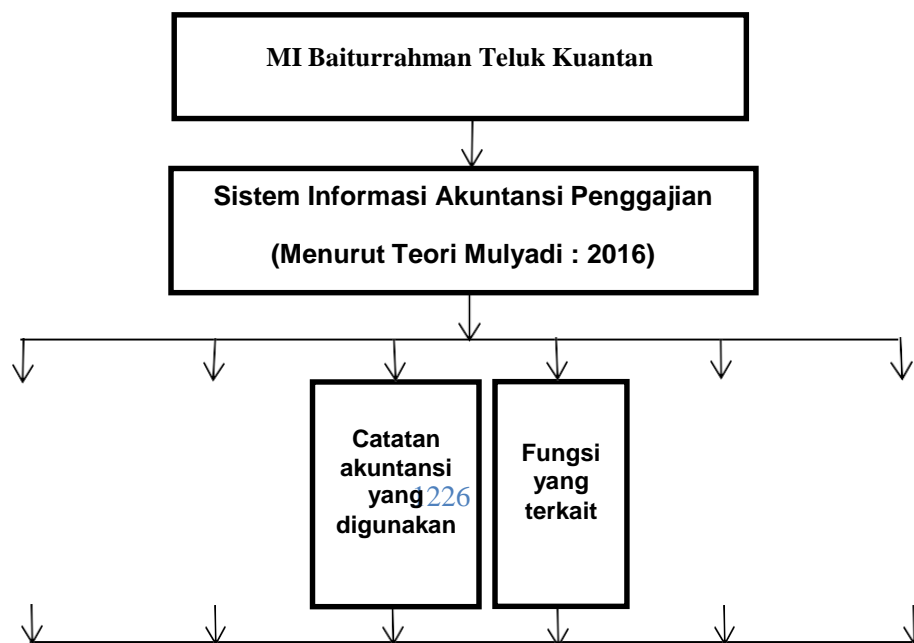 MI Baiturrahman Teluk Kuantan
Sistem Informasi Akuntansi Penggajian
(Menurut Teori Mulyadi : 2016)
Catatan
akuntansi
yang
digunakan
1226
Fungsi
yang
terkait